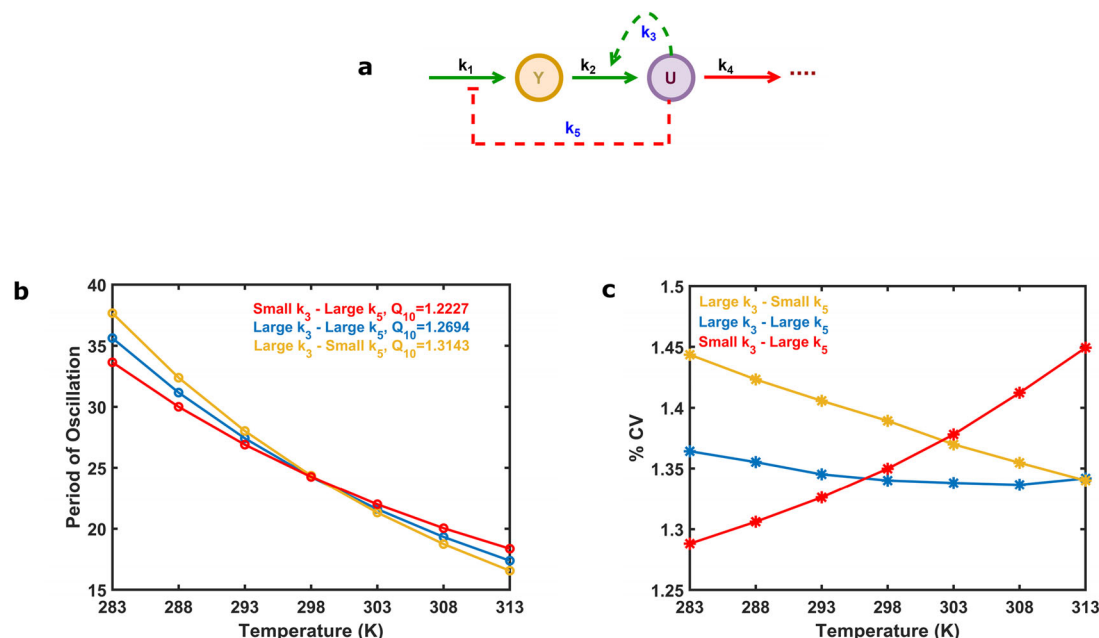 a
k3
k1
Y
k2
U
k4
....
k5
b
Small k3 - Large k5, Q10=1.2227
Large k3 - Large k5, Q10=1.2694
Large k3 - Small k5, Q10=1.3143
40
35
30
25
20
15
Period of Oscillation
283 288 293 298 303 308 313
Temperature (K)
c
Large k3 - Small k5
Large k3 - Large k5
Small k3 - Large k5
1.5
1.45
1.4
1.35
1.3
1.25
% CV
283 288 293 298 303 308 313
Temperature (K)